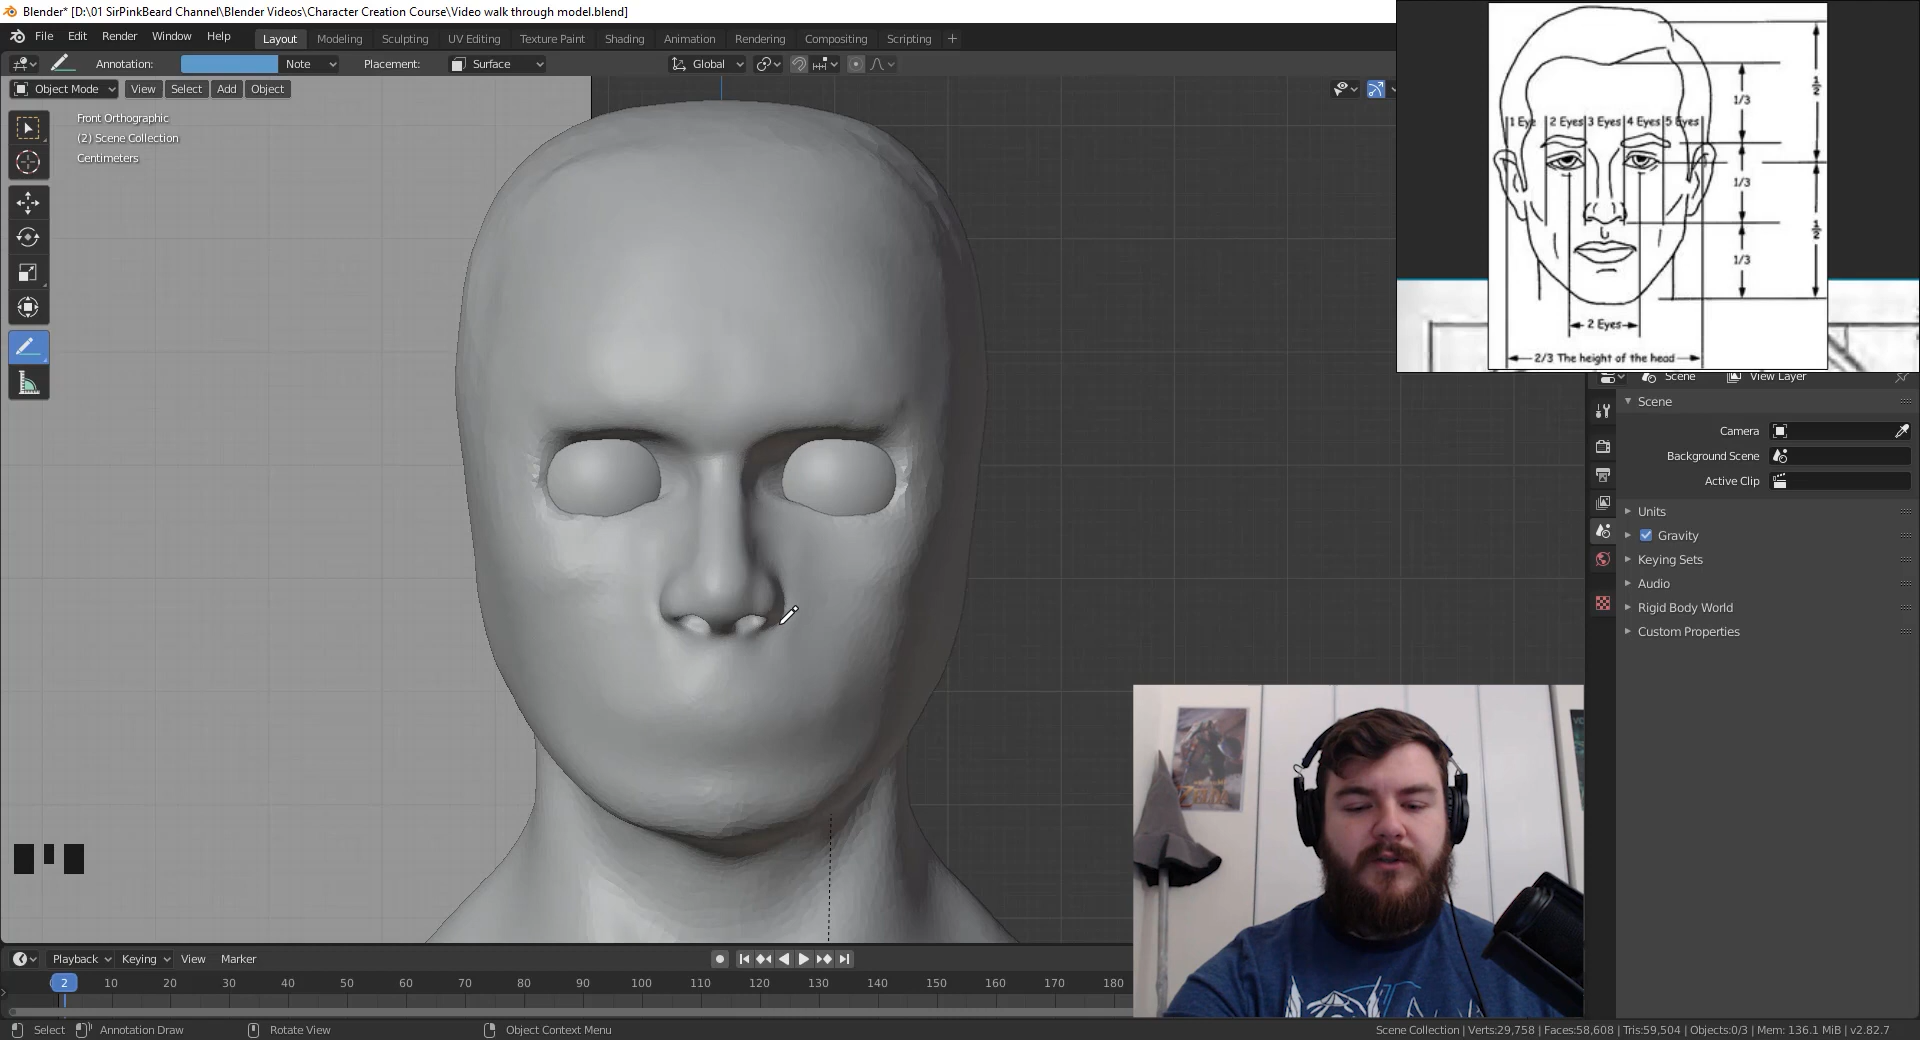 Blender* [D:\01 SirPinkBeard Channel\Blender Videos\Character Creation Course\Video walk through model.blend]
File Edit Render Window Help Layout Modeling Sculpting UV Editing Texture Paint Shading Animation Rendering Compositing Scripting +
Annotation: Note Placement: Surface Global
Object Mode View Select Add Object
Front Orthographic
(2) Scene Collection
Centimeters
1/3
1/2
1 Eye 2 Eyes 3 Eyes 4 Eyes 5 Eyes
1/3
1/2
1/3
2 Eyes
2/3 The height of the head
Scene View Layer
Scene
Camera
Background Scene
Active Clip
Units
Gravity
Keying Sets
Audio
Rigid Body World
Custom Properties
ZELDA
Playback Keying View Marker
2 10 20 30 40 50 60 70 80 90 100 110 120 130 140 150 160 170 180
Select Annotation Draw Rotate View Object Context Menu
Scene Collection | Verts:29,758 | Faces:58,608 | Tris:59,504 | Objects:0/3 | Mem: 136.1 MiB | v2.82.7